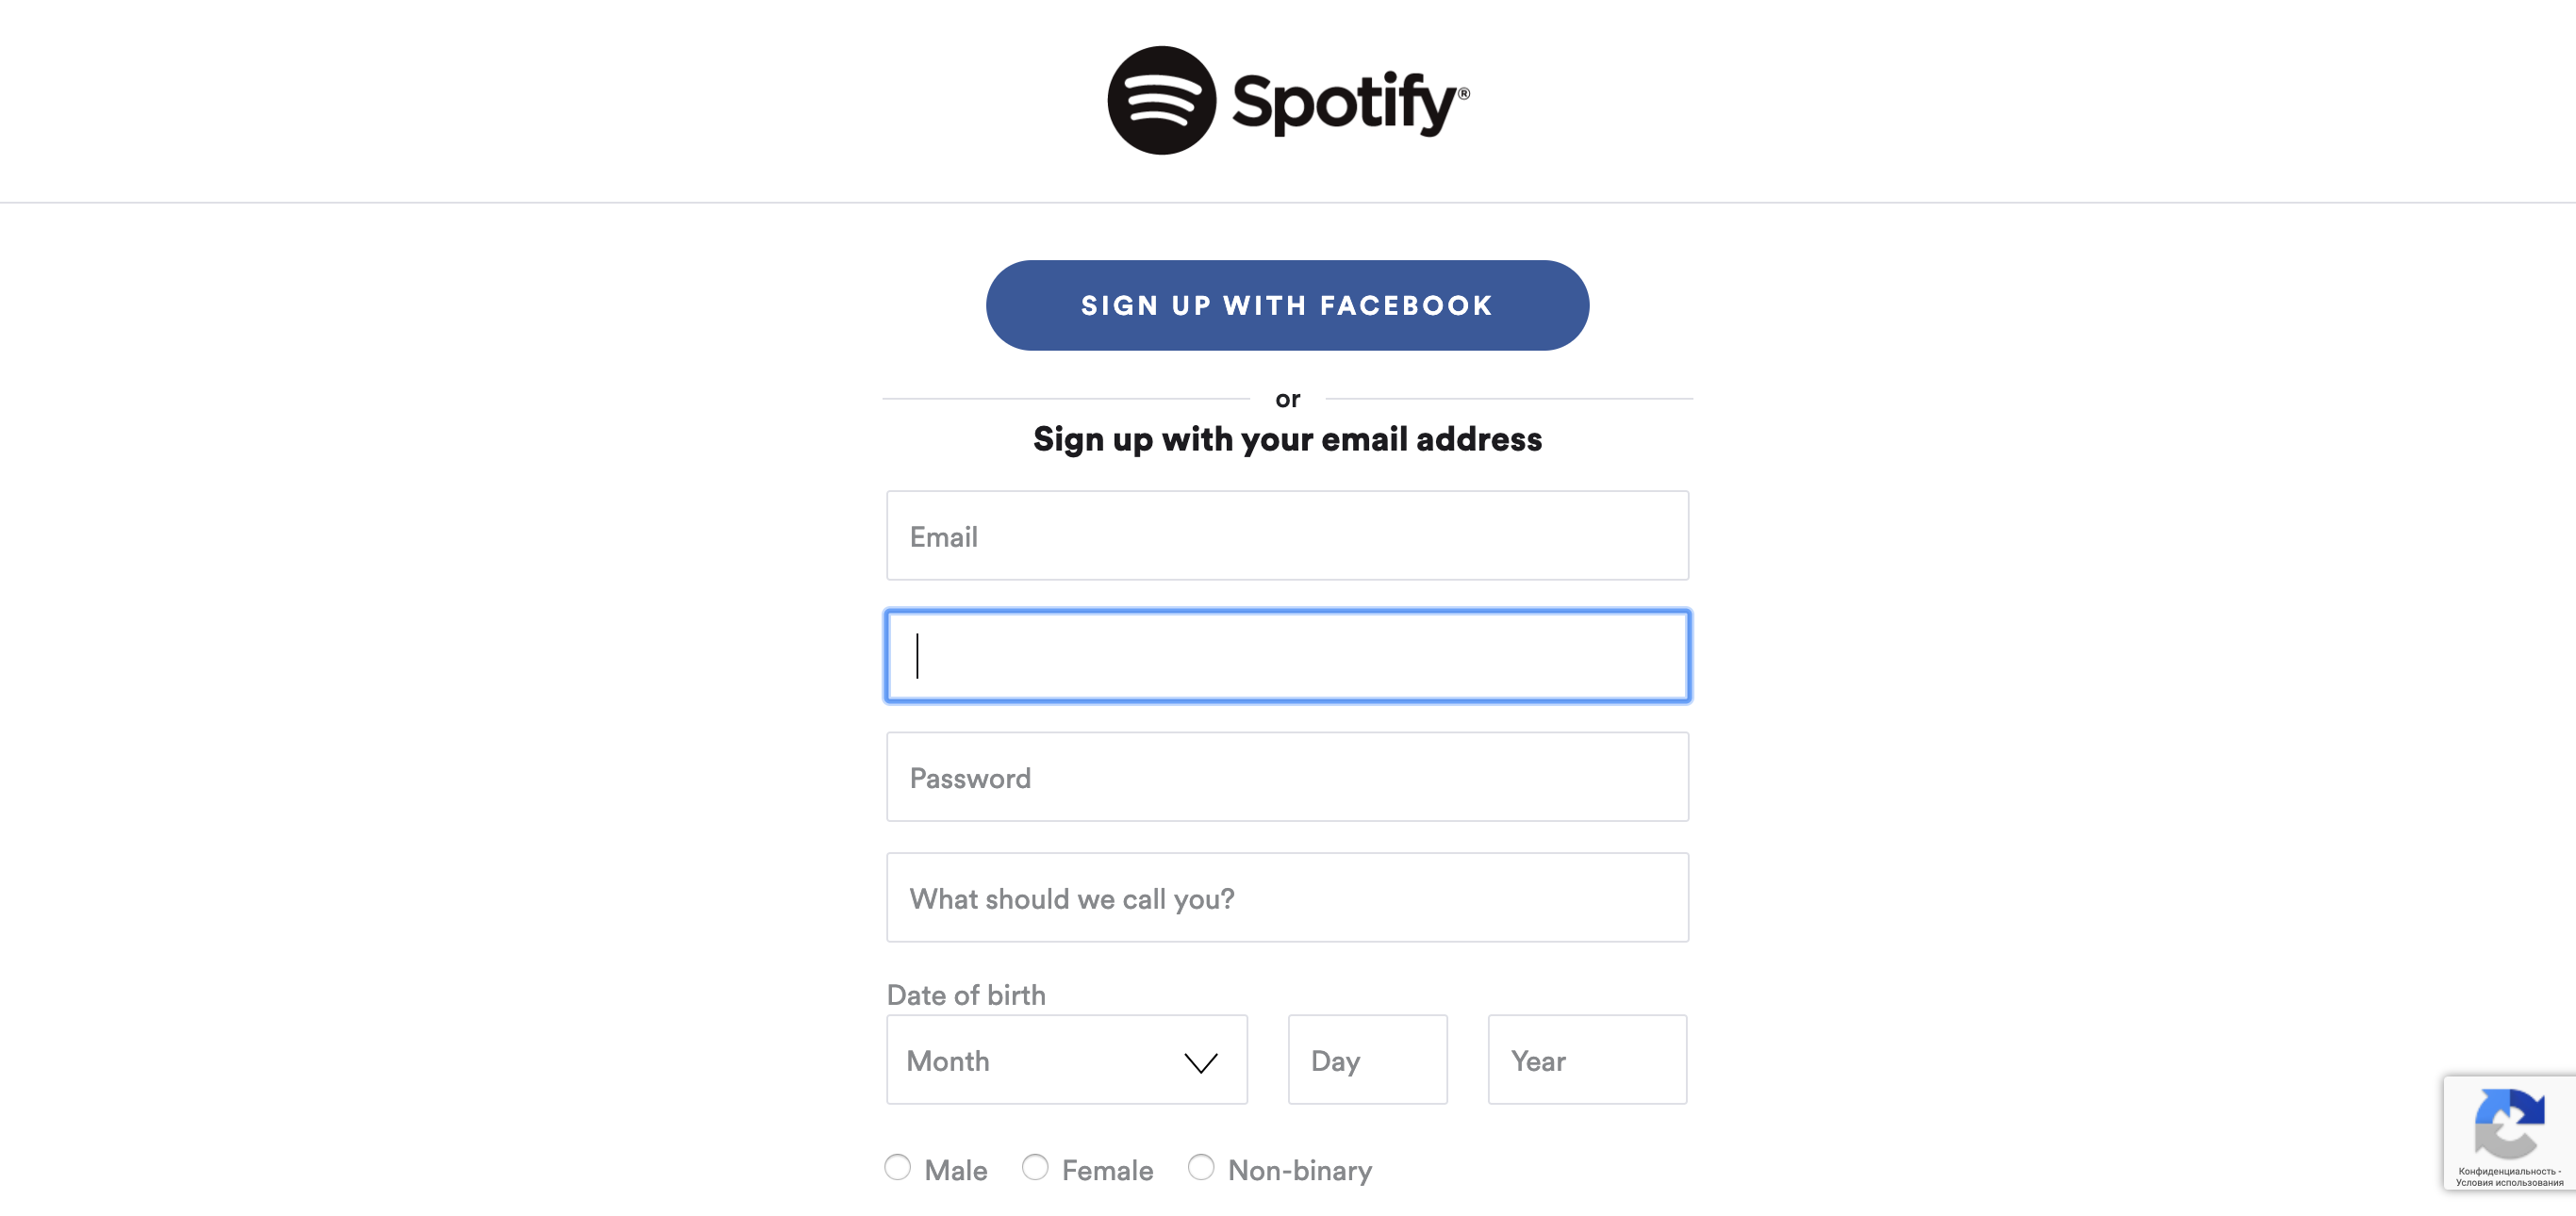 Spotify®
SIGN UP WITH FACEBOOK
or
Sign up with your email address
Email
Password
What should we call you?
Date of birth
Month
Day
Year
Male
Female
Non-binary
Конфиденциальность -
Условия использования